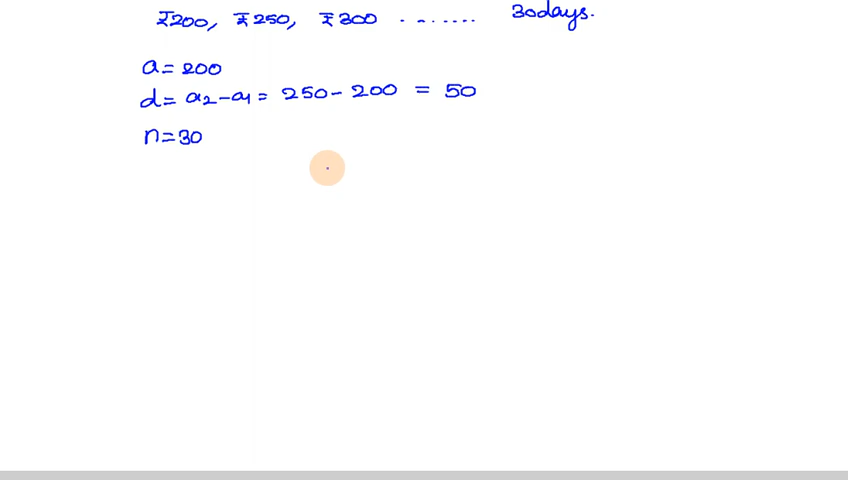 ₹200, ₹250, ₹300 ........ 30days.
a = 200
d = a2 - a1 = 250 - 200 = 50
n = 30